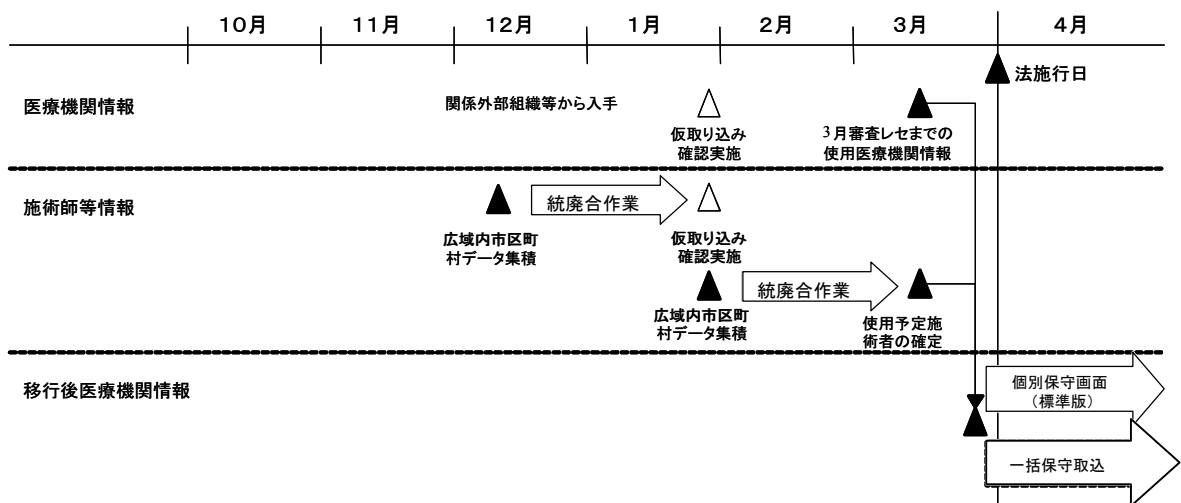 10月 11月 12月 1月 2月 3月 4月
法施行日
医療機関情報
関係外部組織等から入手
仮取り込み
確認実施
3月審査レセまでの
使用医療機関情報
施術師等情報
統廃合作業
広域内市区町
村データ集積
仮取り込み
確認実施
統廃合作業
広域内市区町
村データ集積
使用予定施
術者の確定
移行後医療機関情報
個別保守画面
（標準版）
一括保守取込